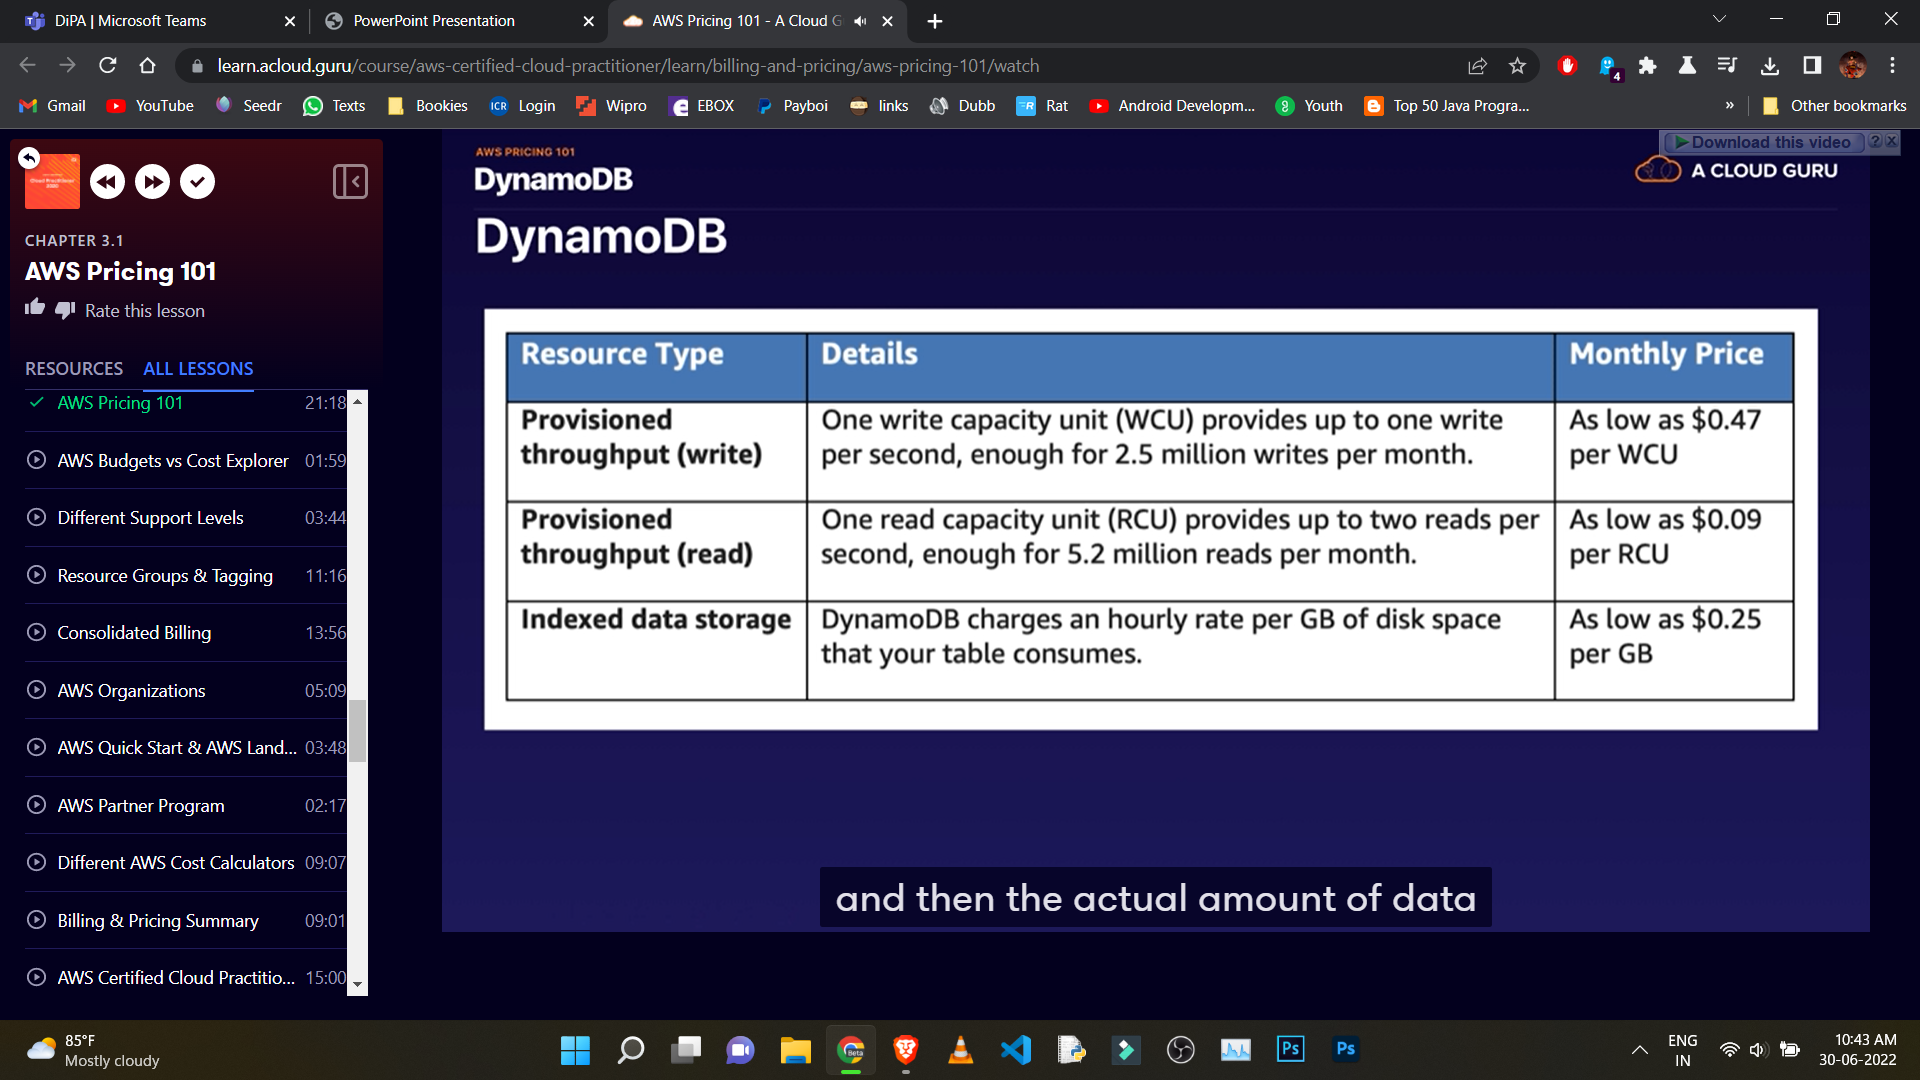 DiPA | Microsoft Teams
PowerPoint Presentation
AWS Pricing 101 - A Cloud G
learn.acloud.guru/course/aws-certified-cloud-practitioner/learn/billing-and-pricing/aws-pricing-101/watch
4
Gmail
YouTube
Seedr
Texts
Bookies
ICR Login
Wipro
EBOX
Payboi
links
Dubb
Rat
Android Developm...
Youth
Top 50 Java Progra...
»
Other bookmarks
CHAPTER 3.1
AWS Pricing 101
Rate this lesson
RESOURCES
ALL LESSONS
AWS Pricing 101 21:18
AWS Budgets vs Cost Explorer 01:59
Different Support Levels 03:44
Resource Groups & Tagging 11:16
Consolidated Billing 13:56
AWS Organizations 05:09
AWS Quick Start & AWS Land... 03:48
AWS Partner Program 02:17
Different AWS Cost Calculators 09:07
Billing & Pricing Summary 09:01
AWS Certified Cloud Practitio... 15:00
AWS PRICING 101
DynamoDB
Download this video ? X
A CLOUD GURU
DynamoDB
Resource Type Details Monthly Price
Provisioned throughput (write)
One write capacity unit (WCU) provides up to one write
per second, enough for 2.5 million writes per month.
As low as $0.47
per WCU
Provisioned throughput (read)
One read capacity unit (RCU) provides up to two reads per
second, enough for 5.2 million reads per month.
As low as $0.09
per RCU
Indexed data storage
DynamoDB charges an hourly rate per GB of disk space
that your table consumes.
As low as $0.25
per GB
and then the actual amount of data
85°F
Mostly cloudy
Beta
Ps
Ps
ENG
IN
10:43 AM
30-06-2022